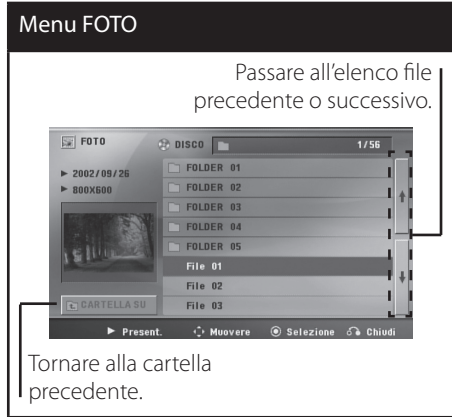 Menu FOTO
Passare all'elenco file
precedente o successivo.
FOTO
DISCO
1/56
2002/09/26
800X600
FOLDER 01
FOLDER 02
FOLDER 03
FOLDER 04
FOLDER 05
File 01
File 02
File 03
CARTELLA SU
Present. Muovere Selezione Chiudi
Tornare alla cartella
precedente.